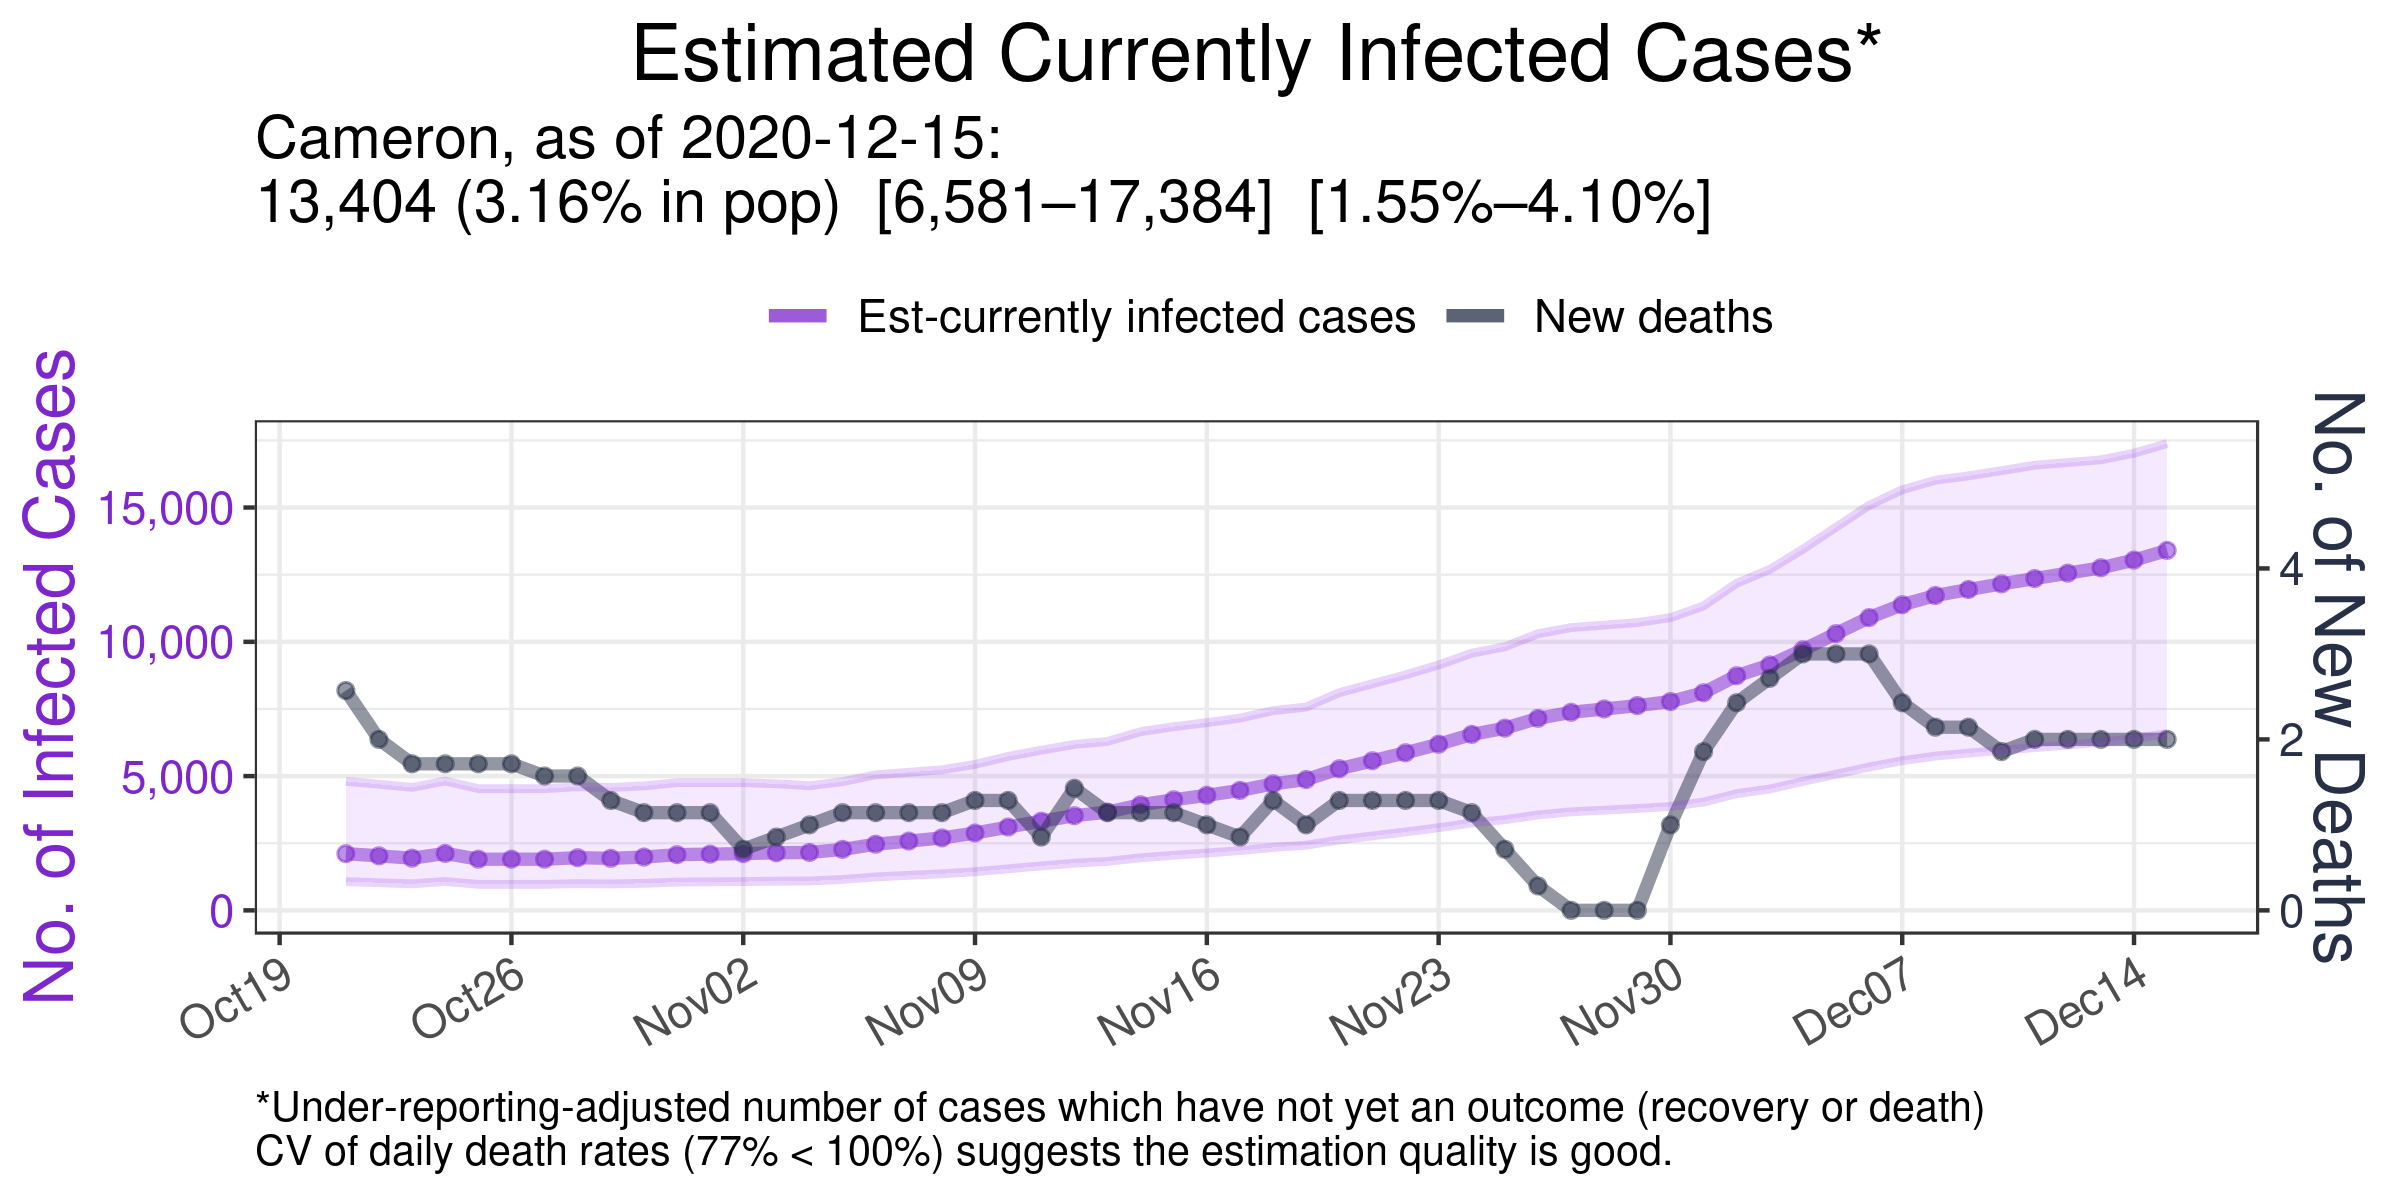 Estimated Currently Infected Cases*
Cameron, as of 2020-12-15:
13,404 (3.16% in pop)  [6,581–17,384]  [1.55%–4.10%]
Est-currently infected cases
New deaths
No. of Infected Cases
15,000
10,000
5,000
0
No. of New Deaths
4
2
0
Oct19
Oct26
Nov02
Nov09
Nov16
Nov23
Nov30
Dec07
Dec14
*Under-reporting-adjusted number of cases which have not yet an outcome (recovery or death)
CV of daily death rates (77% < 100%) suggests the estimation quality is good.